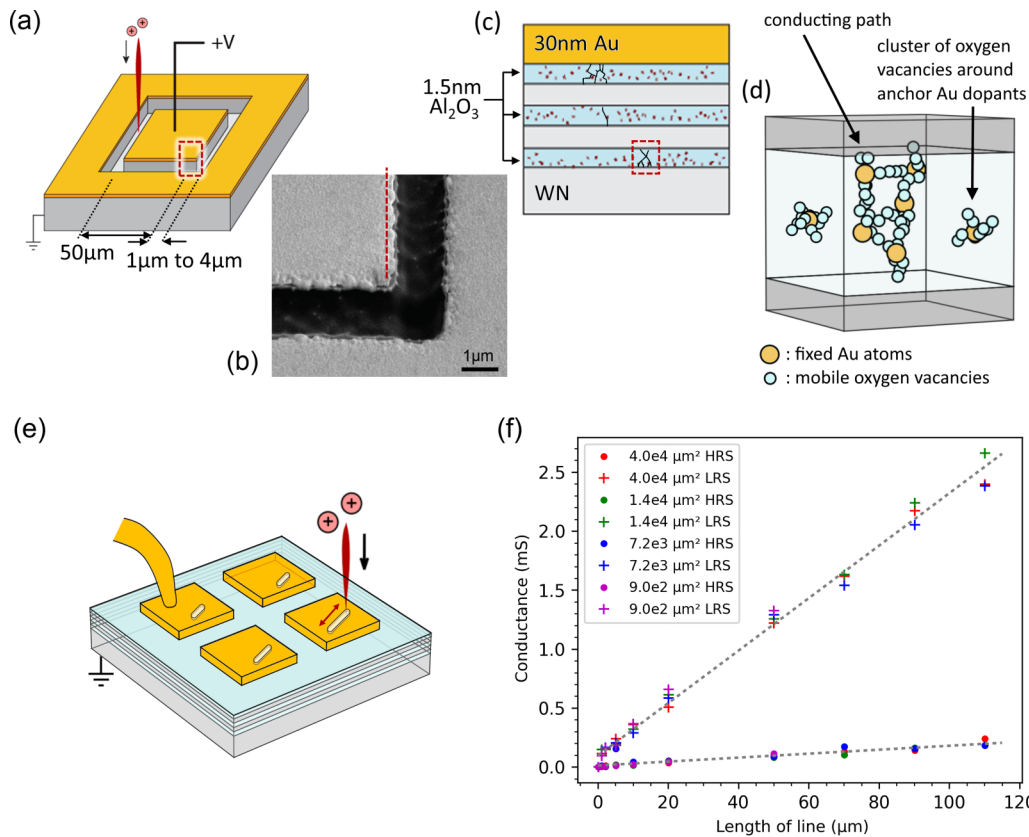 (a)
+ +
+V
50µm
1µm to 4µm
(b)
1µm
(c)
30nm Au
1.5nm
Al₂O₃
WN
conducting path
cluster of oxygen
vacancies around
anchor Au dopants
(d)
: fixed Au atoms
: mobile oxygen vacancies
(e)
+ +
(f)
4.0e4 µm² HRS
4.0e4 µm² LRS
1.4e4 µm² HRS
1.4e4 µm² LRS
7.2e3 µm² HRS
7.2e3 µm² LRS
9.0e2 µm² HRS
9.0e2 µm² LRS
Conductance (mS)
2.5
2.0
1.5
1.0
0.5
0.0
0 20 40 60 80 100 120
Length of line (µm)